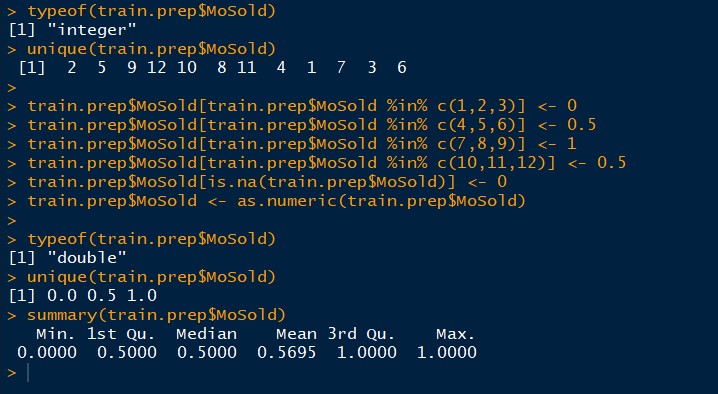 > typeof(train.prep$MoSold)
[1] "integer"
> unique(train.prep$MoSold)
 [1]  2  5  9 12 10  8 11  4  1  7  3  6
>
> train.prep$MoSold[train.prep$MoSold %in% c(1,2,3)] <- 0
> train.prep$MoSold[train.prep$MoSold %in% c(4,5,6)] <- 0.5
> train.prep$MoSold[train.prep$MoSold %in% c(7,8,9)] <- 1
> train.prep$MoSold[train.prep$MoSold %in% c(10,11,12)] <- 0.5
> train.prep$MoSold[is.na(train.prep$MoSold)] <- 0
> train.prep$MoSold <- as.numeric(train.prep$MoSold)
>
> typeof(train.prep$MoSold)
[1] "double"
> unique(train.prep$MoSold)
[1] 0.0 0.5 1.0
> summary(train.prep$MoSold)
   Min. 1st Qu.  Median    Mean 3rd Qu.    Max.
 0.0000  0.5000  0.5000  0.5695  1.0000  1.0000
>